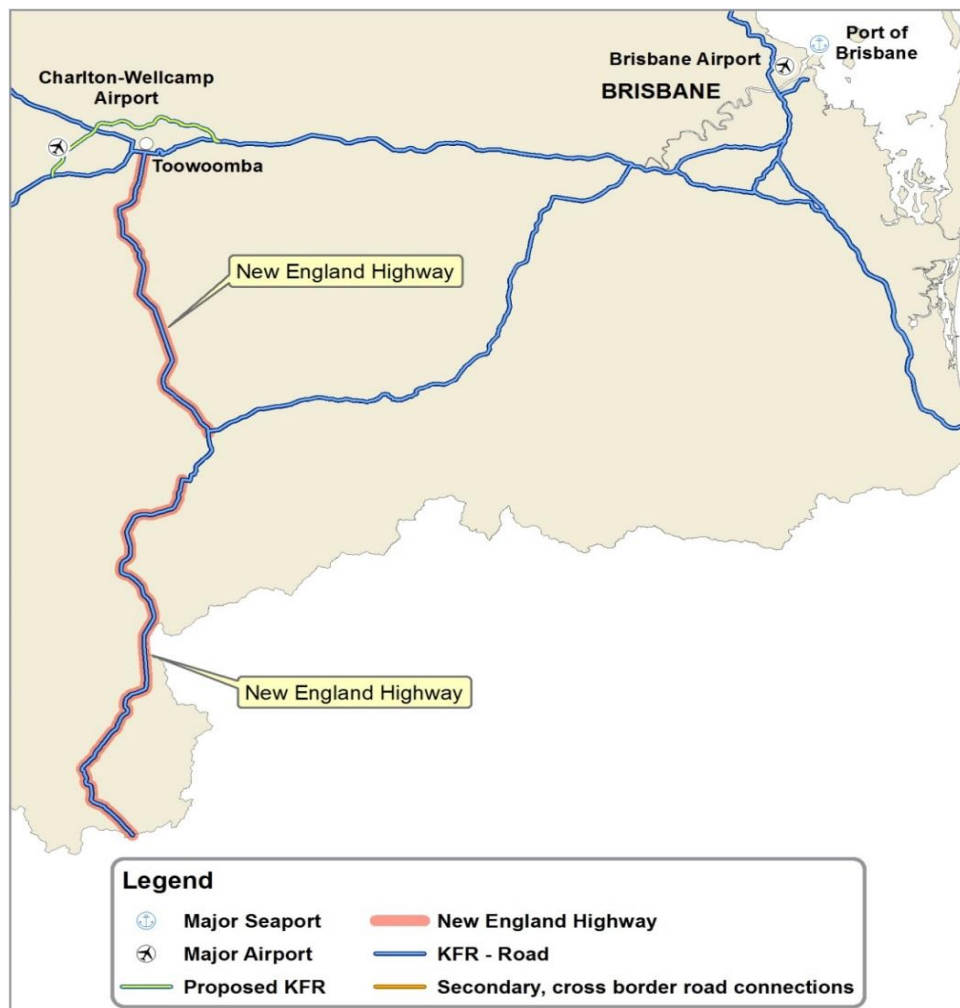 Port of
Brisbane
Brisbane Airport
BRISBANE
Charlton-Wellcamp
Airport
Toowoomba
New England Highway
New England Highway
Legend
Major Seaport
New England Highway
Major Airport
KFR - Road
Proposed KFR
Secondary, cross border road connections